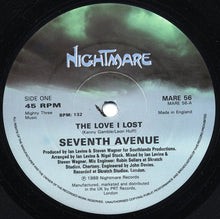 NIGHTMARE
SIDE ONE
45 RPM
Mighty Three
Music
BPM: 132
MARE 56
MARE 56-A
Made in England
THE LOVE I LOST
(Kenny Gamble/Leon Huff)
SEVENTH AVENUE
Produced by Ian Levine & Steven Wagner for Southlands Productions.
Arranged by Ian Levine & Nigel Stock. Mixed by Ian Levine &
Steven Wagner. Mix Engineer: Robin Sellars at Skratch
Studios, Chertsey. Engineered by John Davies.
Recorded at Skratch Studios, London.
℗ 1988 Nightmare Records.
Manufactured, marketed and distributed
in the UK by PRT Records,
London